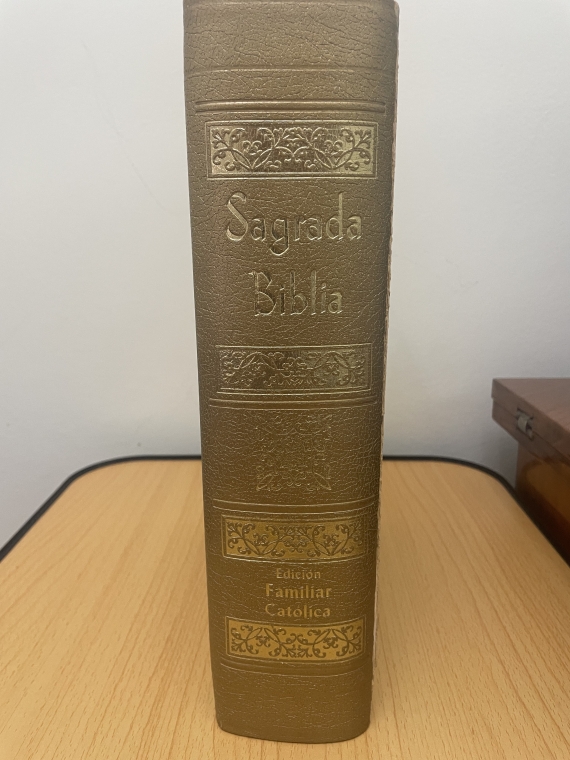 Sagrada
Biblia
Edición
Familiar
Católica